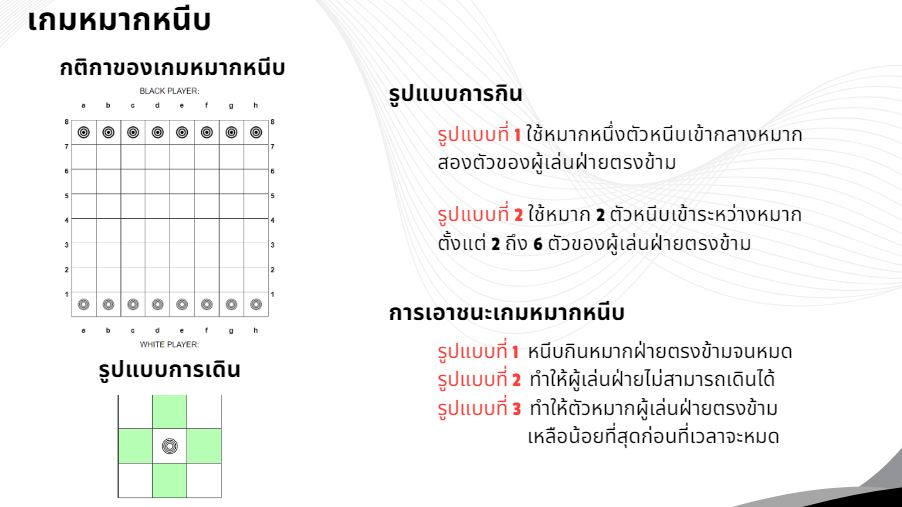 เกมหมากหนีบ
กติกาของเกมหมากหนีบ
BLACK PLAYER:
a b c d e f g h
8 8
7 7
6 6
5 5
4 4
3 3
2 2
1 1
a b c d e f g h
WHITE PLAYER:
รูปแบบการเดิน
รูปแบบการกิน
รูปแบบที่ 1 ใช้หมากหนึ่งตัวหนีบเข้ากลางหมาก
สองตัวของผู้เล่นฝ่ายตรงข้าม
รูปแบบที่ 2 ใช้หมาก 2 ตัวหนีบเข้าระหว่างหมาก
ตั้งแต่ 2 ถึง 6 ตัวของผู้เล่นฝ่ายตรงข้าม
การเอาชนะเกมหมากหนีบ
รูปแบบที่ 1 หนีบกินหมากฝ่ายตรงข้ามจนหมด
รูปแบบที่ 2 ทำให้ผู้เล่นฝ่ายไม่สามารถเดินได้
รูปแบบที่ 3 ทำให้ตัวหมากผู้เล่นฝ่ายตรงข้าม
เหลือน้อยที่สุดก่อนที่เวลาจะหมด